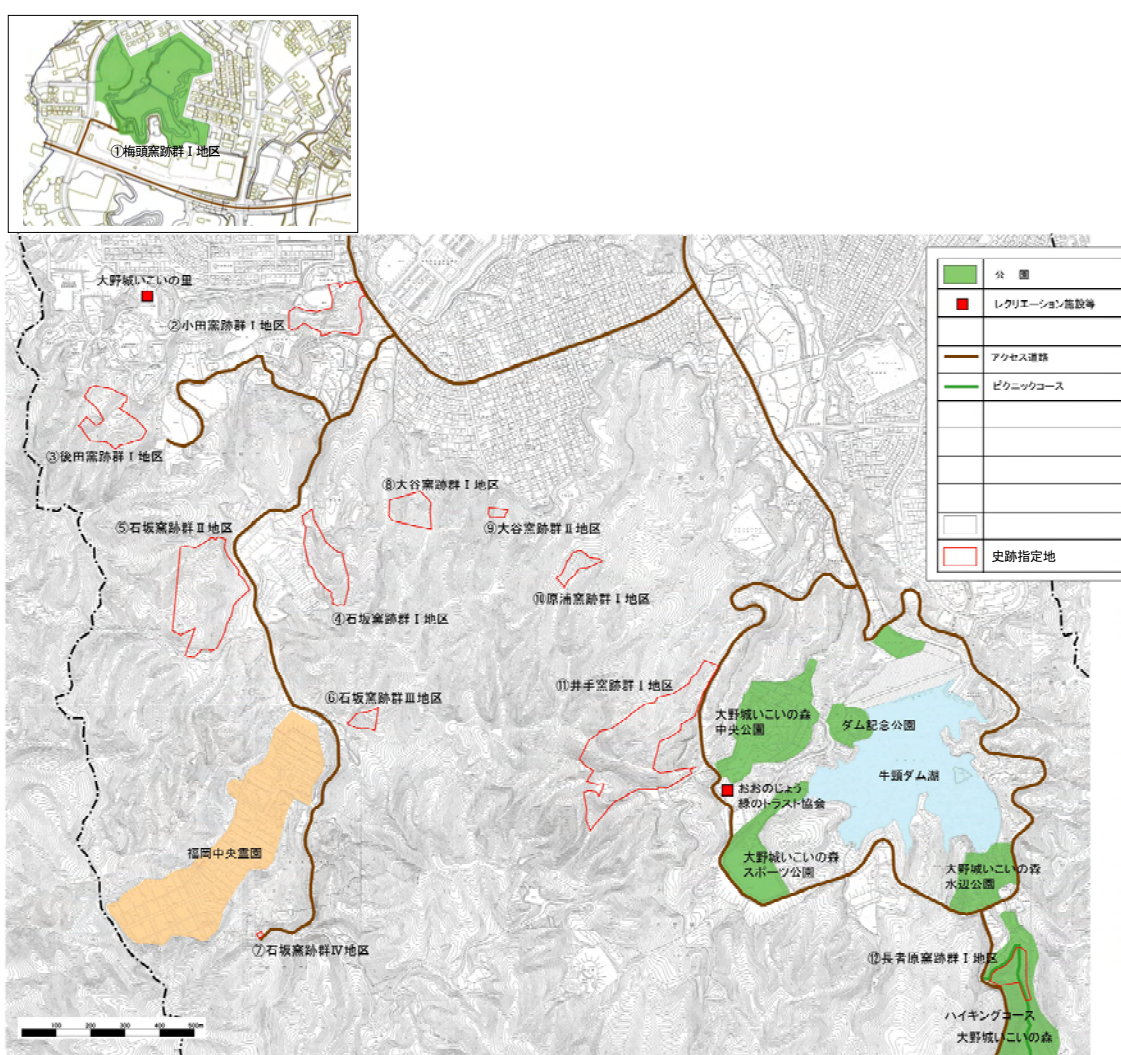 ①梅頭窯跡群Ⅰ地区
大野城いこいの里
②小田窯跡群Ⅰ地区
③後田窯跡群Ⅰ地区
⑧大谷窯跡群Ⅰ地区
⑤石坂窯跡群Ⅱ地区
⑨大谷窯跡群Ⅱ地区
⑩原浦窯跡群Ⅰ地区
④石坂窯跡群Ⅰ地区
⑪井手窯跡群Ⅰ地区
⑥石坂窯跡群Ⅲ地区
大野城いこいの森
中央公園
ダム記念公園
牛頸ダム湖
おおのじょう
緑のトラスト協会
福岡中央霊園
大野城いこいの森
スポーツ公園
大野城いこいの森
水辺公園
⑦石坂窯跡群Ⅳ地区
⑫長者原窯跡群Ⅰ地区
ハイキングコース
大野城いこいの森
公 園
レクリエーション施設等
アクセス道路
ピクニックコース
史跡指定地
100 200 300 400 500m